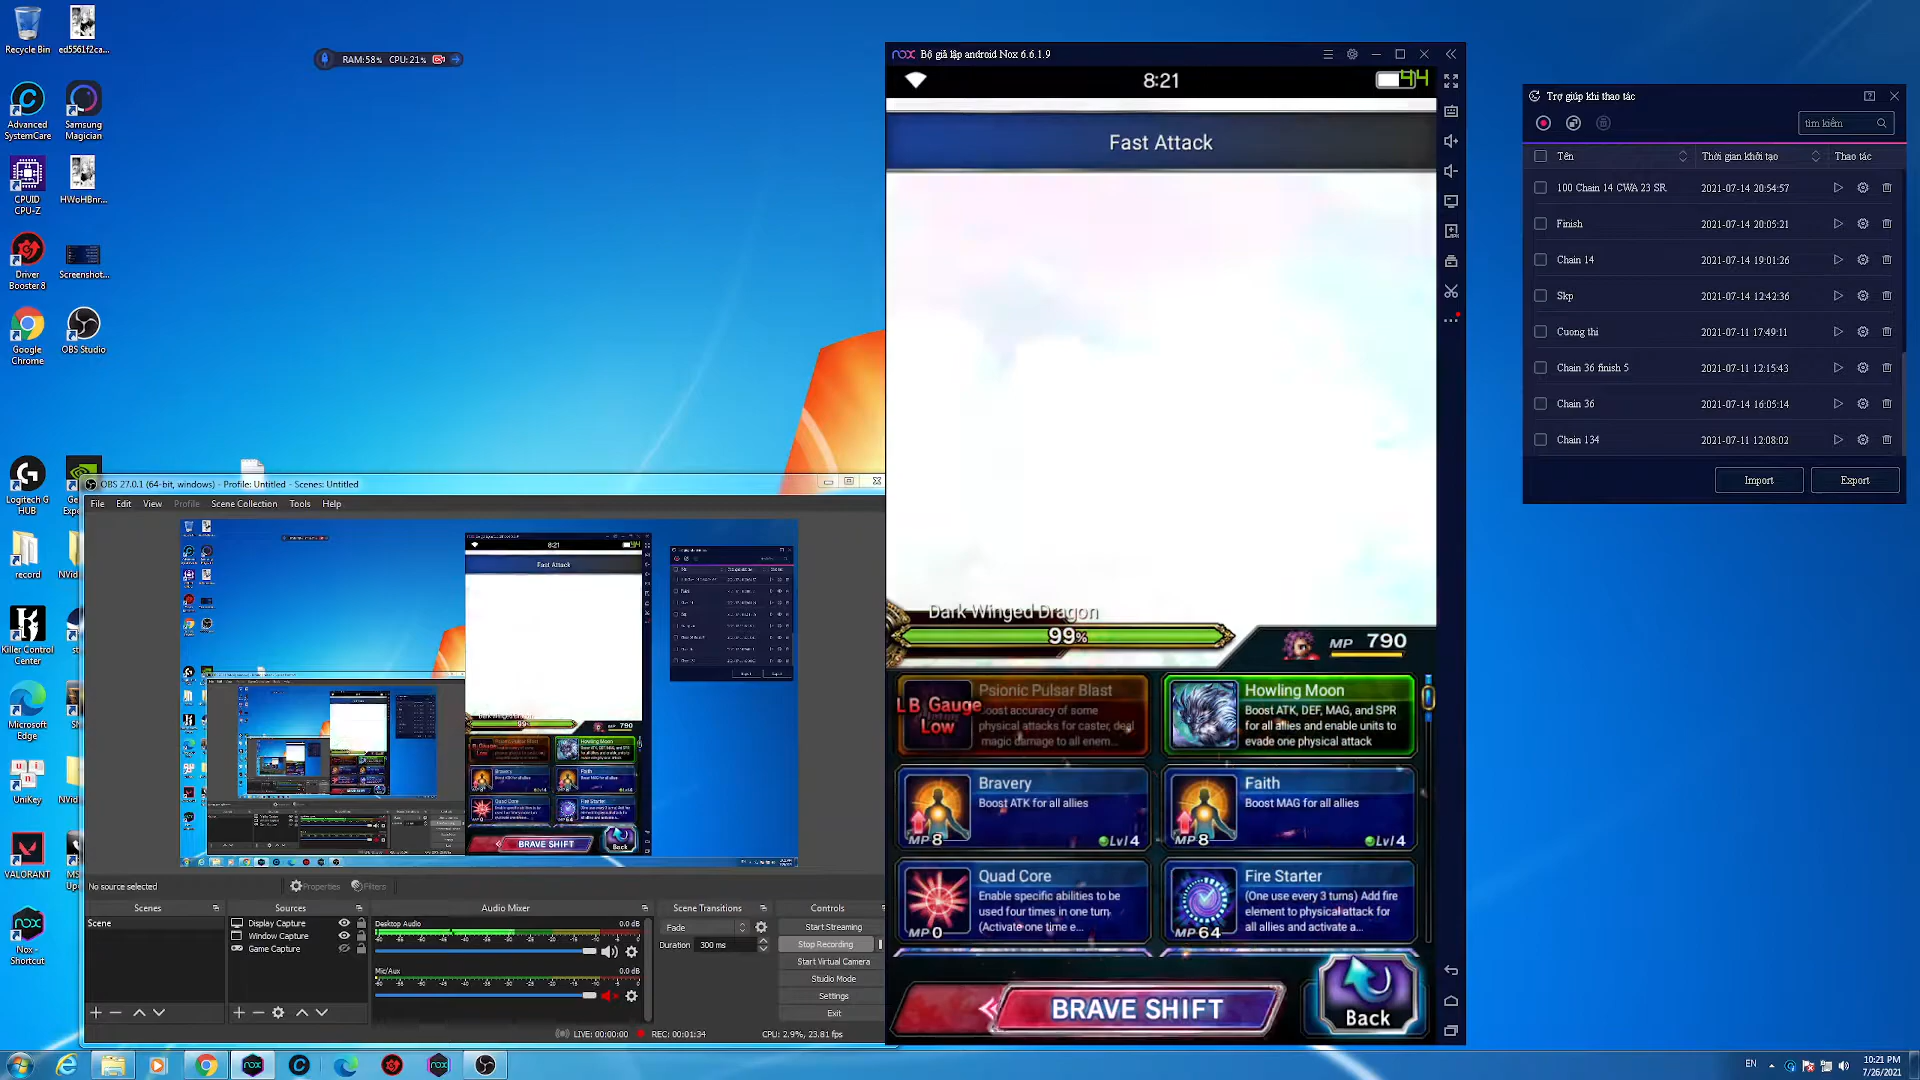 Recycle Bin
ed5561f2ca...
Advanced SystemCare
Samsung Magician
CPUID CPU-Z
HWoHBnr...
Driver Booster 8
Screenshot...
Google Chrome
OBS Studio
Logitech G HUB
record
Killer Control Center
Microsoft Edge
UniKey
VALORANT
Nox - Shortcut
RAM:58% CPU:21%
nox Bộ giả lập android Nox 6.6.1.9
8:21
44
Fast Attack
Dark Winged Dragon
99%
MP 790
Psionic Pulsar Blast
LB Gauge Low
Boost accuracy of some
physical attacks for caster, deal
magic damage to all enem...
Howling Moon
Boost ATK, DEF, MAG, and SPR
for all allies and enable units to
evade one physical attack
Bravery
Boost ATK for all allies
MP 8
Lvl4
Faith
Boost MAG for all allies
MP 8
Lvl4
Quad Core
Enable specific abilities to be
used four times in one turn
(Activate one time e...
MP 0
Fire Starter
(One use every 3 turns) Add fire
element to physical attack for
all allies and activate a...
MP 64
BRAVE SHIFT
Back
Trợ giúp khi thao tác
tìm kiếm
Tên Thời gian khởi tạo Thao tác
100 Chain 14 CWA 23 SR 2021-07-14 20:54:57
Finish 2021-07-14 20:05:21
Chain 14 2021-07-14 19:01:26
Skp 2021-07-14 12:42:36
Cuong thi 2021-07-11 17:49:11
Chain 36 finish 5 2021-07-11 12:15:43
Chain 36 2021-07-14 16:05:14
Chain 134 2021-07-11 12:08:02
Import Export
OBS 27.0.1 (64-bit, windows) - Profile: Untitled - Scenes: Untitled
File Edit View Profile Scene Collection Tools Help
No source selected Properties Filters
Scenes Sources Audio Mixer Scene Transitions Controls
Scene
Display Capture
Window Capture
Game Capture
Desktop Audio 0.0 dB
Mic/Aux 0.0 dB
Fade
Duration 300 ms
Start Streaming
Stop Recording
Start Virtual Camera
Studio Mode
Settings
Exit
LIVE: 00:00:00 REC: 00:01:34 CPU: 2.9%, 23.81 fps
EN
10:21 PM
7/26/2021